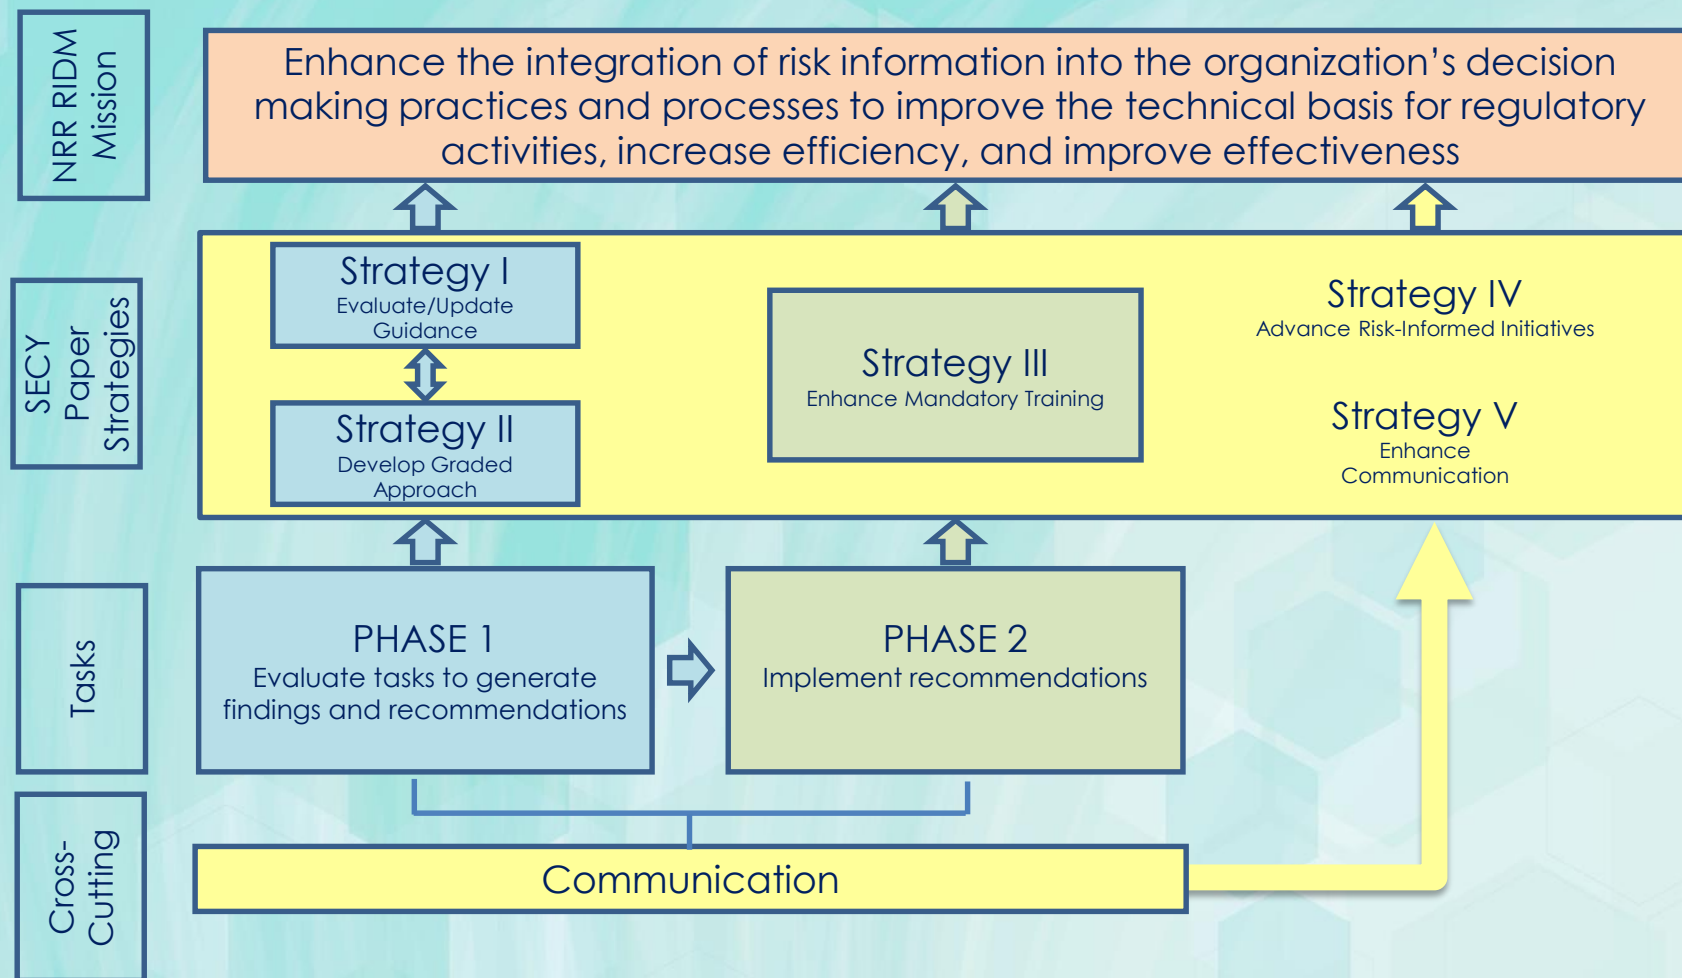 NRR RIDM
Mission
Enhance the integration of risk information into the organization’s decision
making practices and processes to improve the technical basis for regulatory
activities, increase efficiency, and improve effectiveness
SECY
Paper
Strategies
Strategy I
Evaluate/Update
Guidance
Strategy II
Develop Graded
Approach
Strategy III
Enhance Mandatory Training
Strategy IV
Advance Risk-Informed Initiatives
Strategy V
Enhance
Communication
Tasks
PHASE 1
Evaluate tasks to generate
findings and recommendations
PHASE 2
Implement recommendations
Cross-
Cutting
Communication